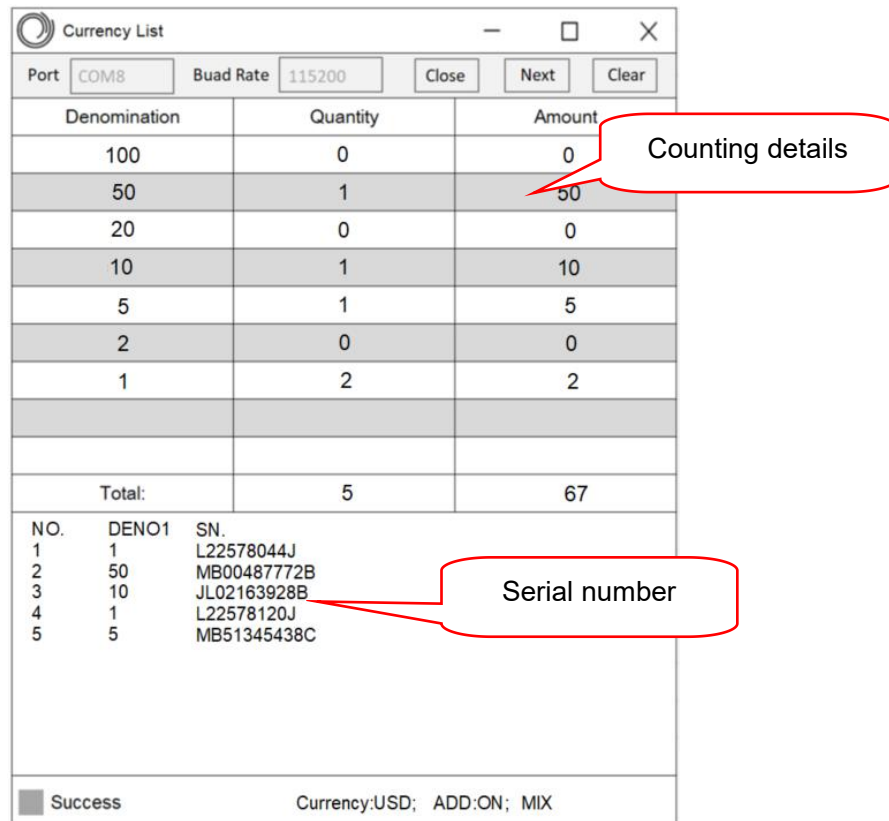 Currency List
Port COM8 Buad Rate 115200 Close Next Clear
Denomination Quantity Amount
Counting details
100 0 0
50 1 50
20 0 0
10 1 10
5 1 5
2 0 0
1 2 2
Total: 5 67
NO. DENO1 SN.
1 1 L22578044J
2 50 MB00487772B
3 10 JL02163928B
4 1 L22578120J
5 5 MB51345438C
Serial number
Success Currency:USD; ADD:ON; MIX